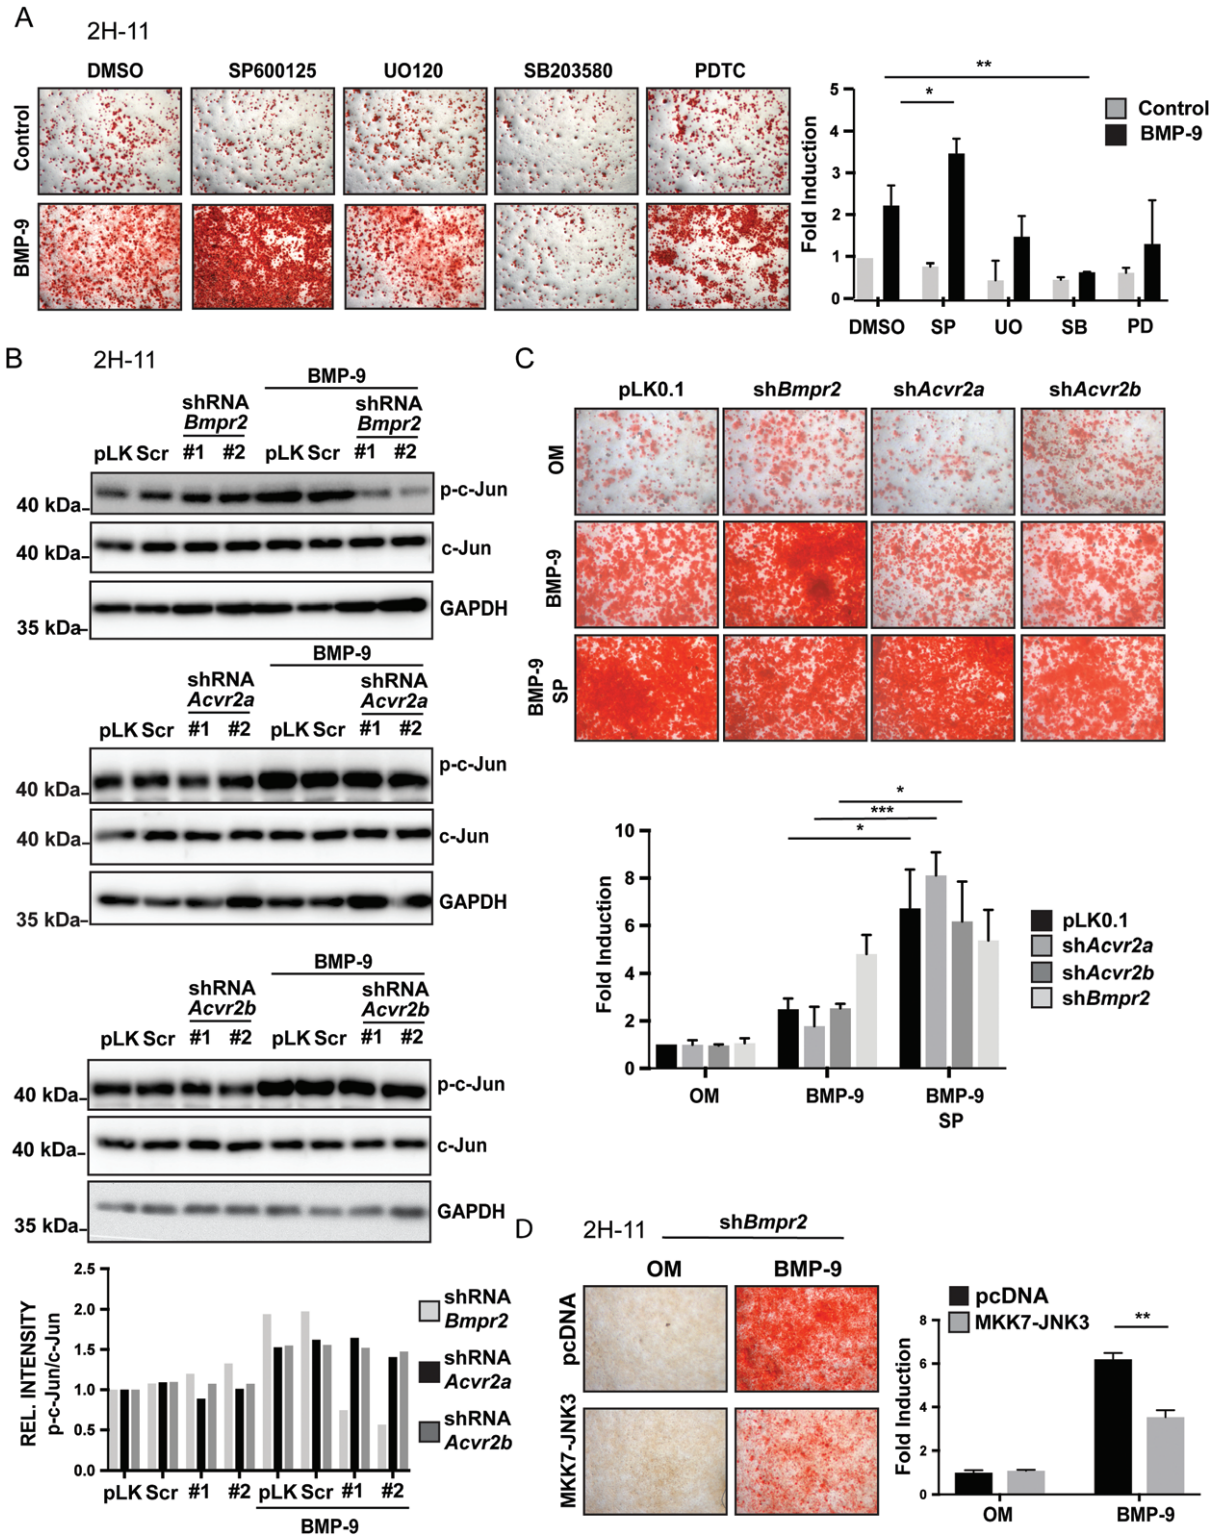 A
2H-11
DMSO SP600125 UO120 SB203580 PDTC
Control
BMP-9
**
*
Fold Induction
5
4
3
2
1
0
DMSO SP UO SB PD
Control
BMP-9
B
2H-11
BMP-9
shRNA shRNA
Bmpr2 Bmpr2
pLK Scr #1 #2 pLK Scr #1 #2
p-c-Jun
40 kDa
c-Jun
40 kDa
GAPDH
35 kDa
BMP-9
shRNA shRNA
Acvr2a Acvr2a
pLK Scr #1 #2 pLK Scr #1 #2
p-c-Jun
40 kDa
c-Jun
40 kDa
GAPDH
35 kDa
BMP-9
shRNA shRNA
Acvr2b Acvr2b
pLK Scr #1 #2 pLK Scr #1 #2
p-c-Jun
40 kDa
c-Jun
40 kDa
GAPDH
35 kDa
REL. INTENSITY
p-c-Jun/c-Jun
2.5
2.0
1.5
1.0
0.5
0.0
pLK Scr #1 #2 pLK Scr #1 #2
BMP-9
shRNA
Bmpr2
shRNA
Acvr2a
shRNA
Acvr2b
C
pLK0.1 shBmpr2 shAcvr2a shAcvr2b
OM
BMP-9
BMP-9
SP
*
***
*
Fold Induction
10
8
6
4
2
0
OM BMP-9 BMP-9
SP
pLK0.1
shAcvr2a
shAcvr2b
shBmpr2
D
2H-11
shBmpr2
OM BMP-9
pcDNA
MKK7-JNK3
pcDNA
MKK7-JNK3
**
Fold Induction
8
6
4
2
0
OM BMP-9